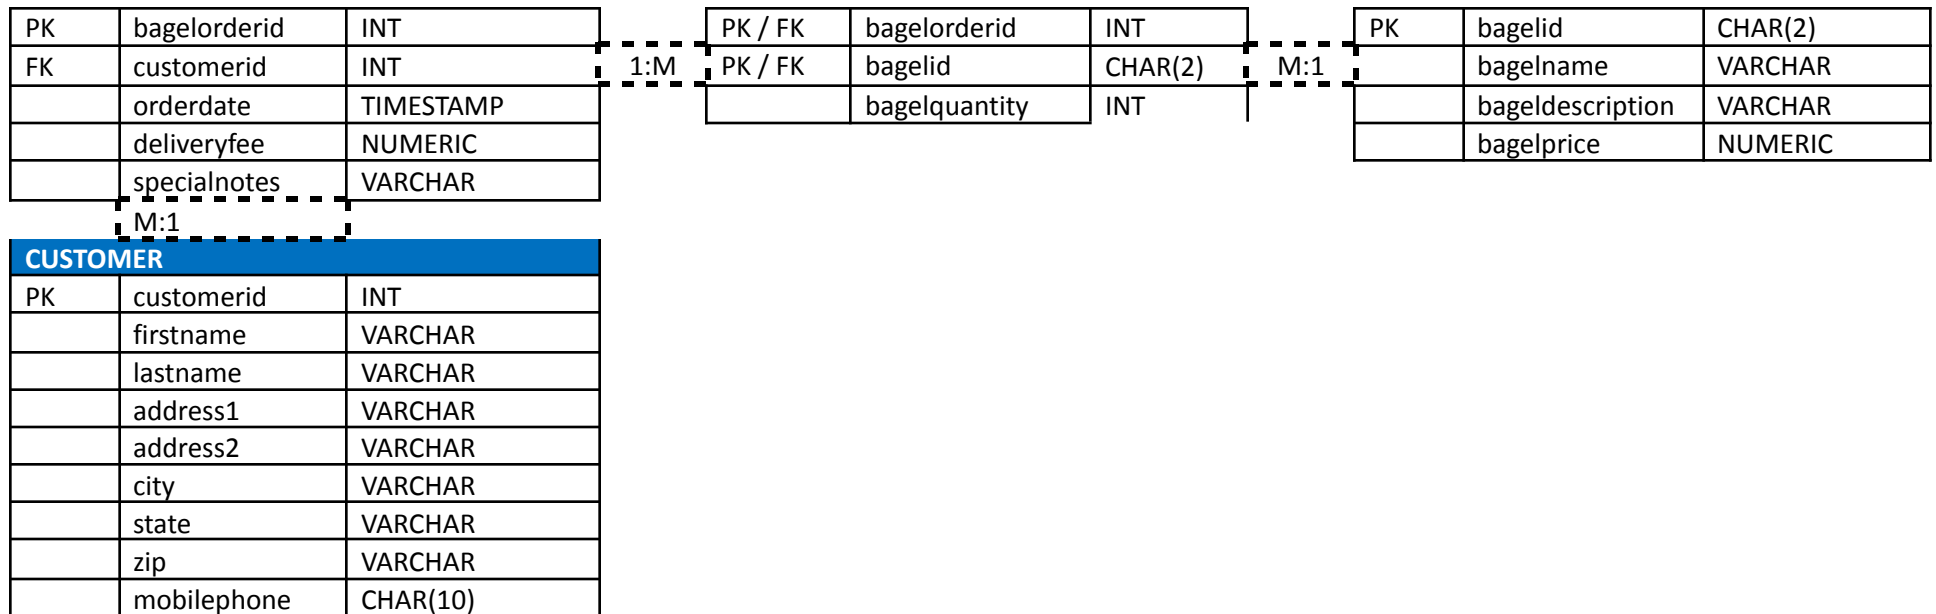 PK bagelorderid INT PK / FK bagelorderid INT PK bagelid CHAR(2)
FK customerid INT 1:M PK / FK bagelid CHAR(2) M:1 bagelname VARCHAR
orderdate TIMESTAMP bagelquantity INT bageldescription VARCHAR
deliveryfee NUMERIC bagelprice NUMERIC
specialnotes VARCHAR
M:1
CUSTOMER
PK customerid INT
firstname VARCHAR
lastname VARCHAR
address1 VARCHAR
address2 VARCHAR
city VARCHAR
state VARCHAR
zip VARCHAR
mobilephone CHAR(10)